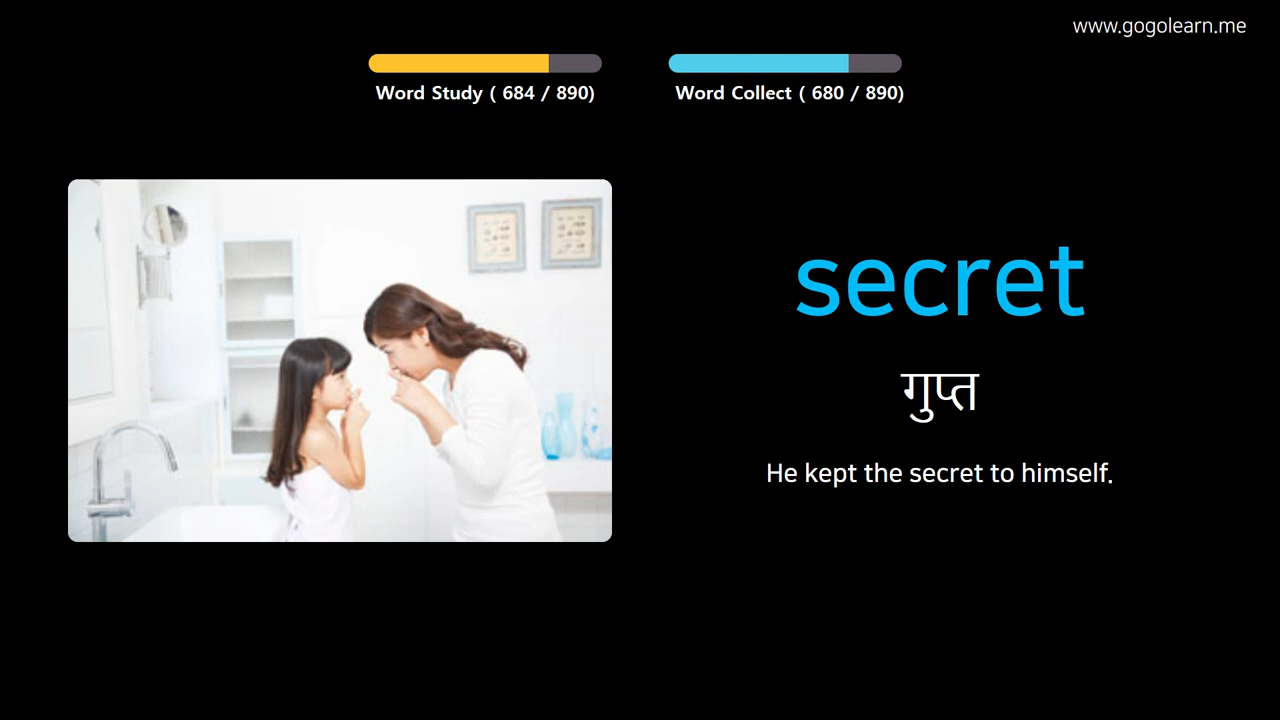 www.gogolearn.me
Word Study ( 684 / 890)
Word Collect ( 680 / 890)
secret
गुप्त
He kept the secret to himself.